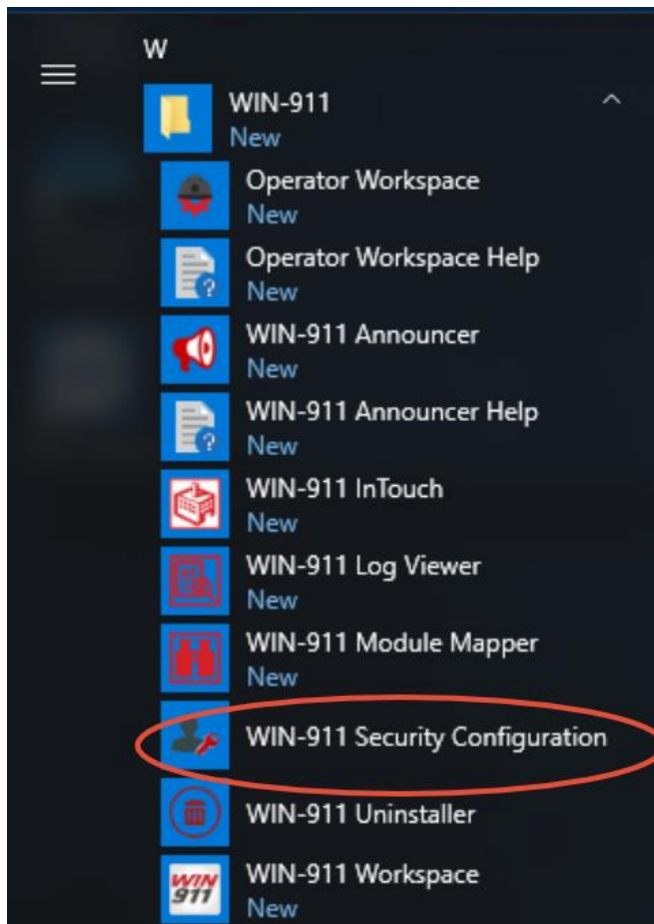 W
WIN-911
New
Operator Workspace
New
Operator Workspace Help
New
WIN-911 Announcer
New
WIN-911 Announcer Help
New
WIN-911 InTouch
New
WIN-911 Log Viewer
New
WIN-911 Module Mapper
New
WIN-911 Security Configuration
WIN-911 Uninstaller
WIN
911
WIN-911 Workspace
New